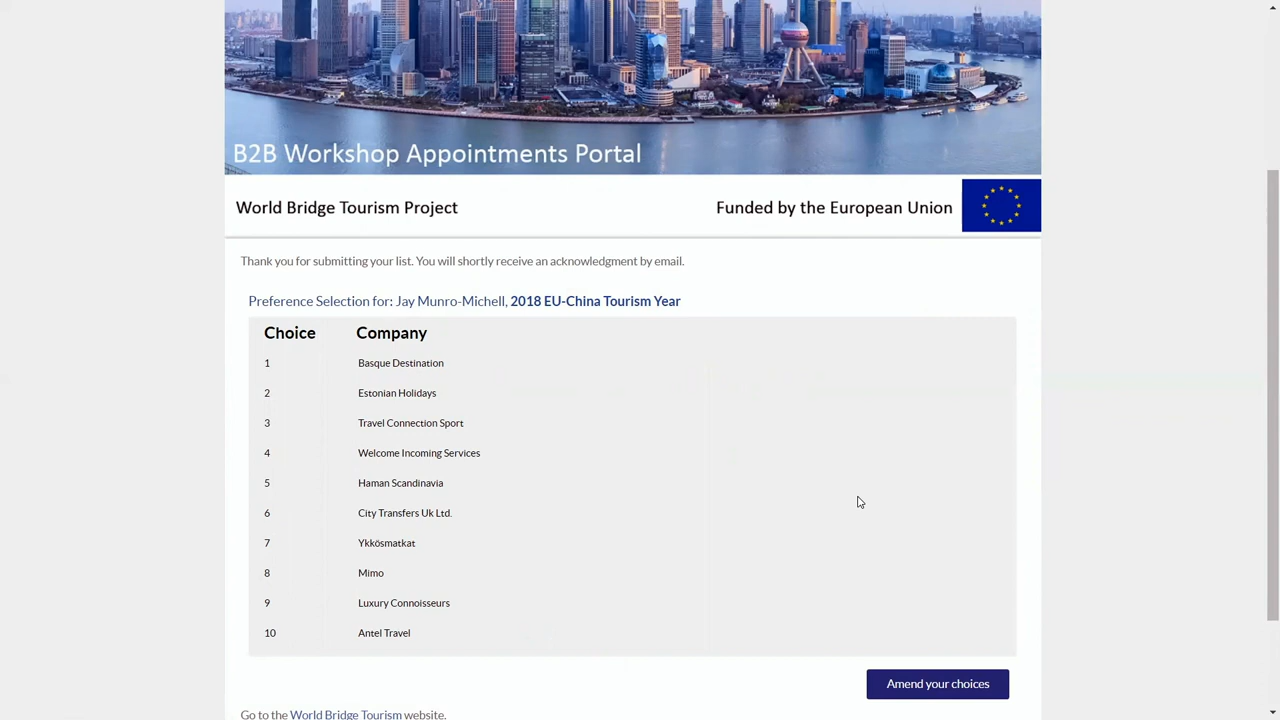 B2B Workshop Appointments Portal
World Bridge Tourism Project
Funded by the European Union
Thank you for submitting your list. You will shortly receive an acknowledgment by email.
Preference Selection for: Jay Munro-Michell, 2018 EU-China Tourism Year
Choice Company
1 Basque Destination
2 Estonian Holidays
3 Travel Connection Sport
4 Welcome Incoming Services
5 Haman Scandinavia
6 City Transfers Uk Ltd.
7 Ykkösmatkat
8 Mimo
9 Luxury Connoisseurs
10 Antel Travel
Amend your choices
Go to the World Bridge Tourism website.